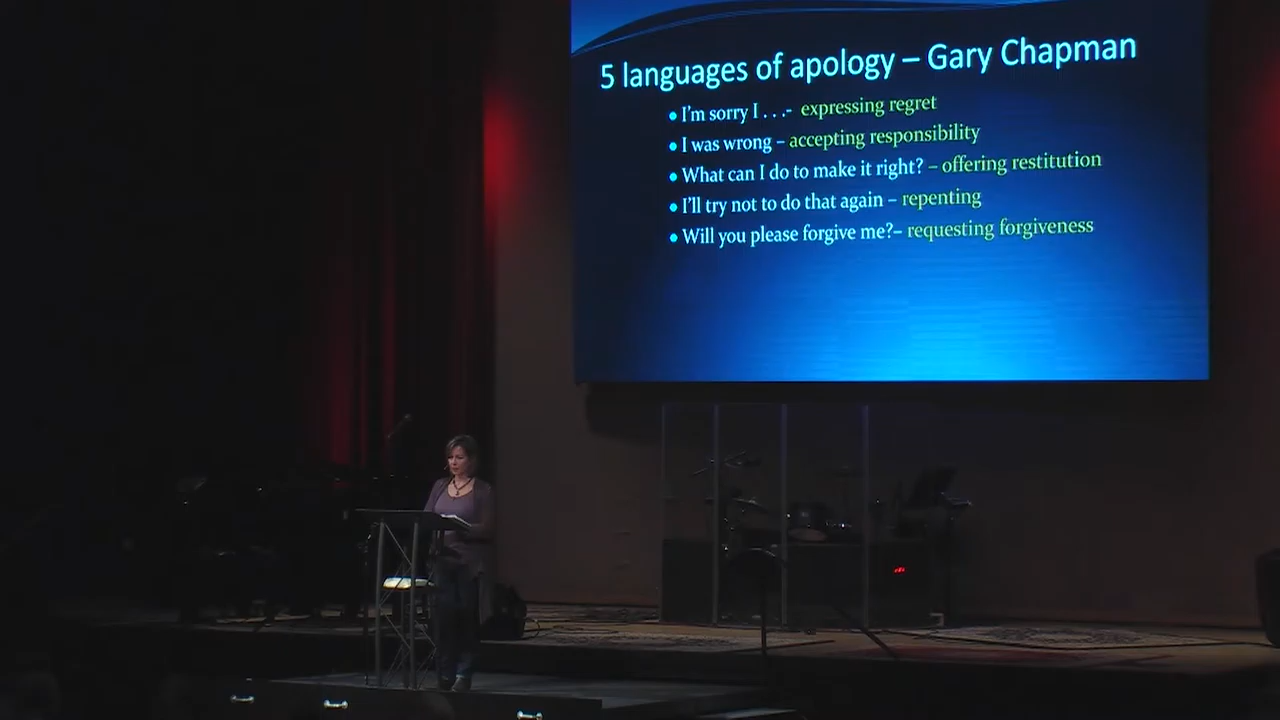 5 languages of apology – Gary Chapman
• I'm sorry I . . .- expressing regret
• I was wrong – accepting responsibility
• What can I do to make it right? – offering restitution
• I'll try not to do that again – repenting
• Will you please forgive me?– requesting forgiveness